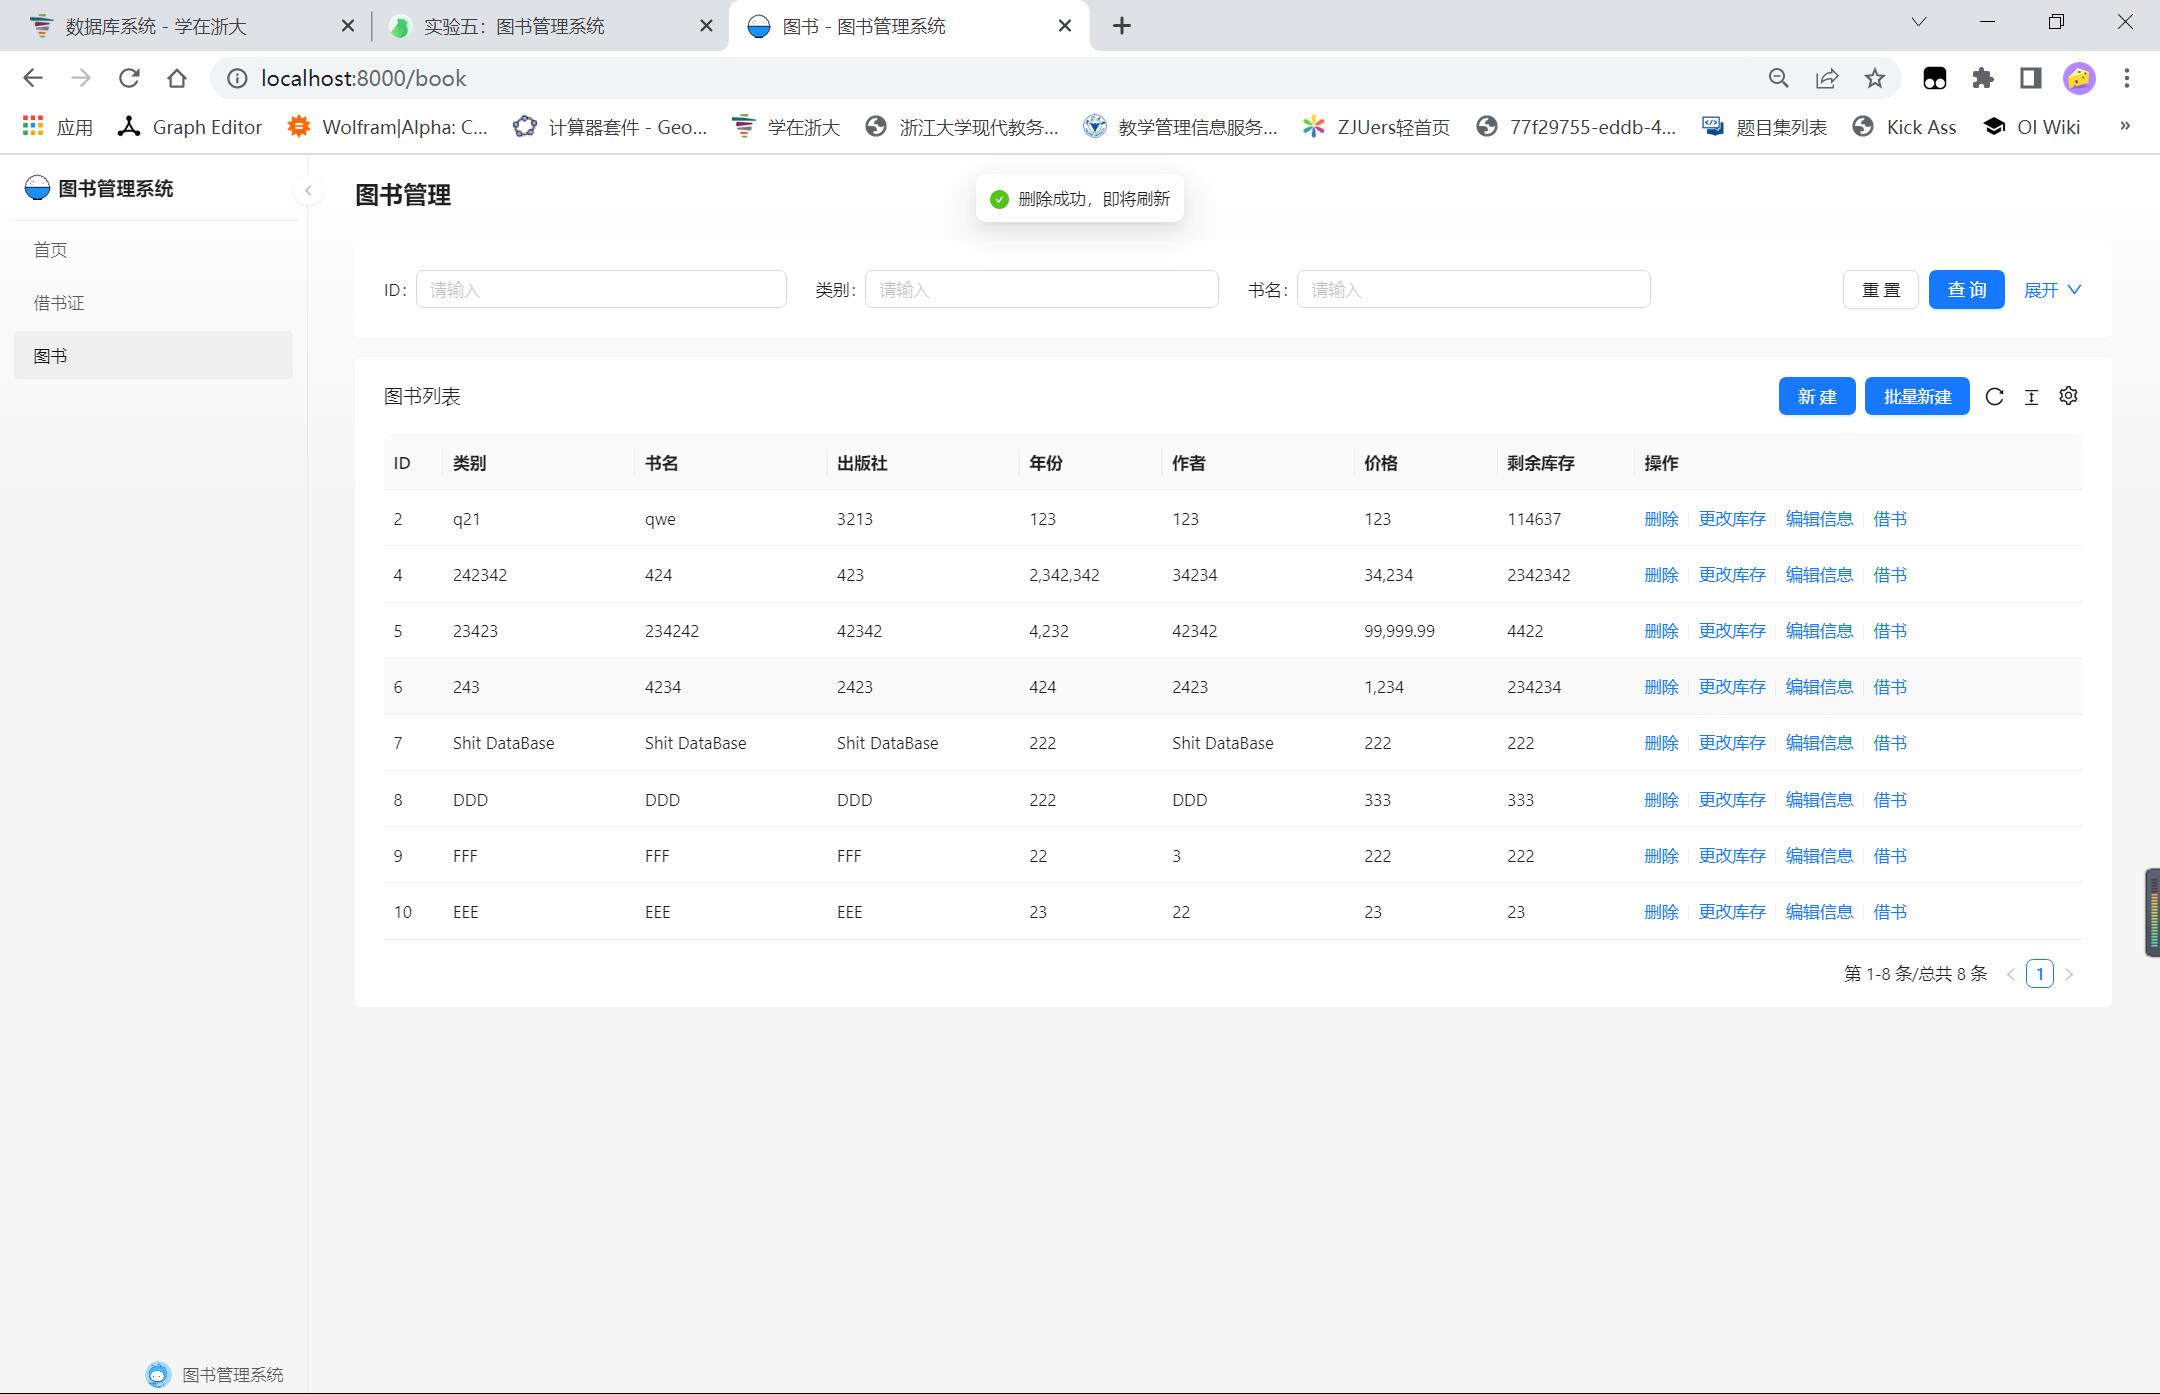 数据库系统 - 学在浙大
实验五：图书管理系统
图书 - 图书管理系统
localhost:8000/book
应用
Graph Editor
Wolfram|Alpha: C...
计算器套件 - Geo...
学在浙大
浙江大学现代教务...
教学管理信息服务...
ZJUers轻首页
77f29755-eddb-4...
题目集列表
Kick Ass
OI Wiki
»
图书管理系统
首页
借书证
图书
图书管理
删除成功，即将刷新
ID: 请输入 类别: 请输入 书名: 请输入 重 置 查 询 展开
图书列表 新 建 批量新建
ID 类别 书名 出版社 年份 作者 价格 剩余库存 操作
2 q21 qwe 3213 123 123 123 114637 删除 更改库存 编辑信息 借书
4 242342 424 423 2,342,342 34234 34,234 2342342 删除 更改库存 编辑信息 借书
5 23423 234242 42342 4,232 42342 99,999.99 4422 删除 更改库存 编辑信息 借书
6 243 4234 2423 424 2423 1,234 234234 删除 更改库存 编辑信息 借书
7 Shit DataBase Shit DataBase Shit DataBase 222 Shit DataBase 222 222 删除 更改库存 编辑信息 借书
8 DDD DDD DDD 222 DDD 333 333 删除 更改库存 编辑信息 借书
9 FFF FFF FFF 22 3 222 222 删除 更改库存 编辑信息 借书
10 EEE EEE EEE 23 22 23 23 删除 更改库存 编辑信息 借书
第 1-8 条/总共 8 条 1
图书管理系统